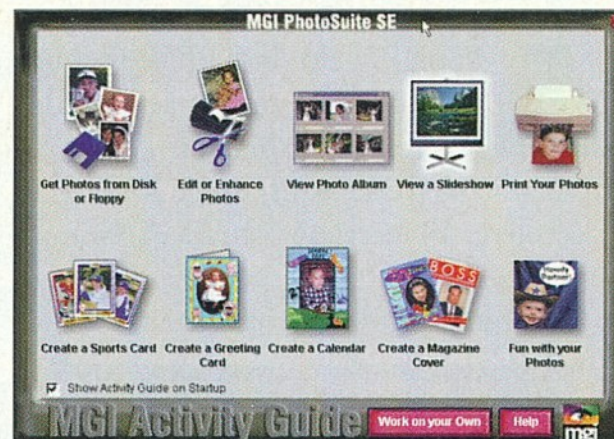 MGI PhotoSuite SE
Get Photos from Disk
or Floppy
Edit or Enhance
Photos
View Photo Album
View a Slideshow
Print Your Photos
Create a Sports Card
Create a Greeting
Card
Create a Calendar
BOSS
Create a Magazine
Cover
Howdy
Partner!
Fun with your
Photos
Show Activity Guide on Startup
MGI Activity Guide
Work on your Own
Help
mgi